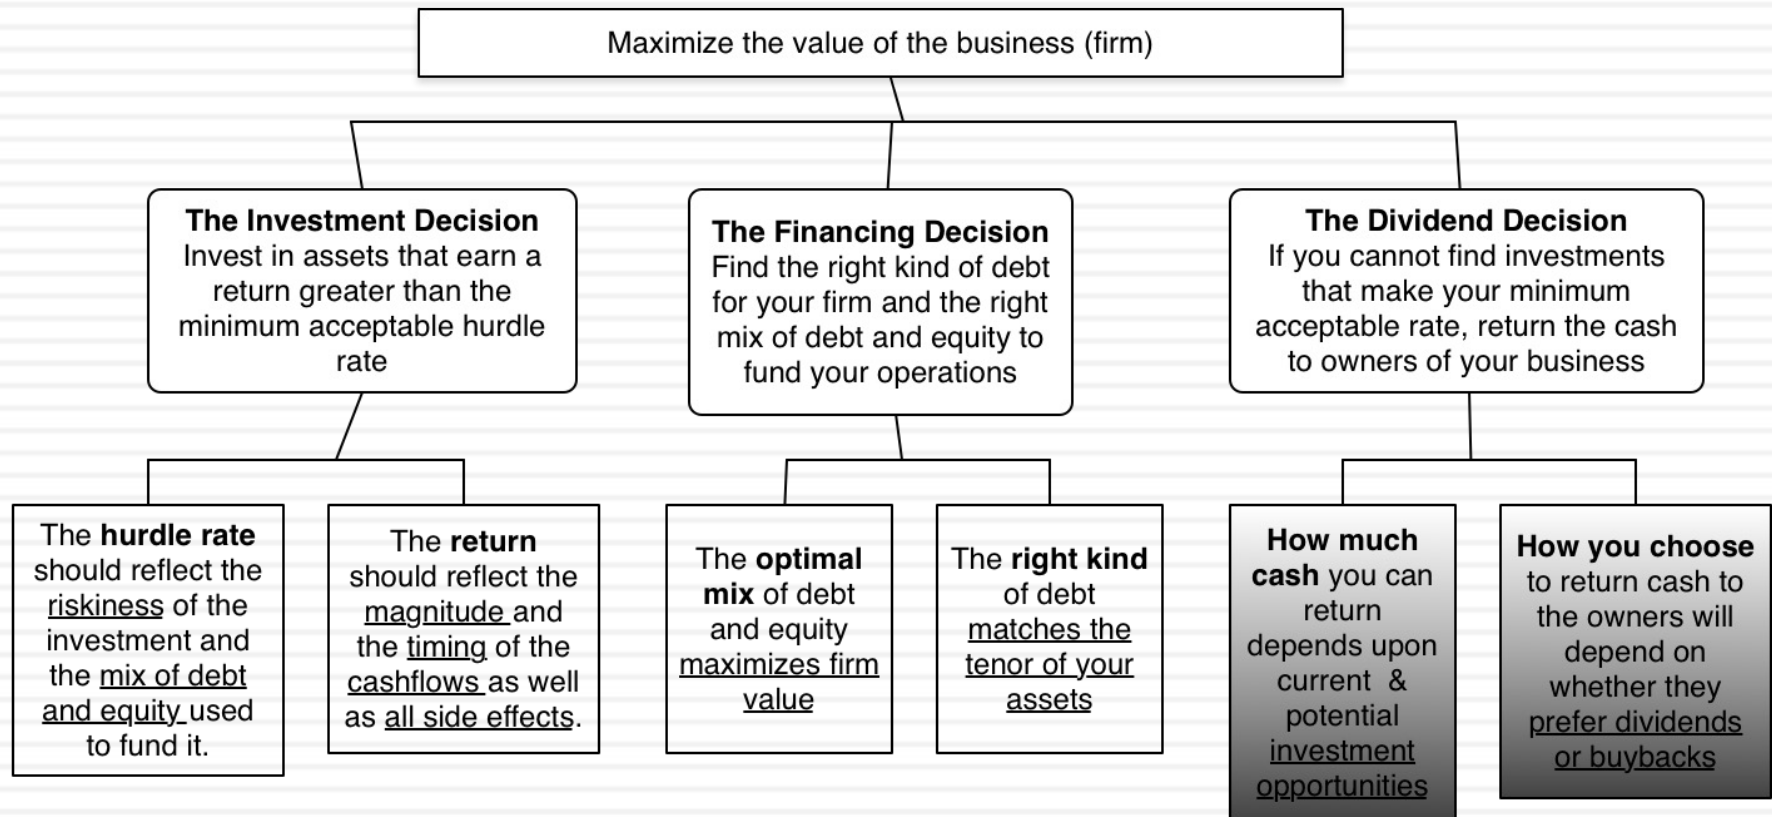 Maximize the value of the business (firm)
The Investment Decision
Invest in assets that earn a
return greater than the
minimum acceptable hurdle
rate
The Financing Decision
Find the right kind of debt
for your firm and the right
mix of debt and equity to
fund your operations
The Dividend Decision
If you cannot find investments
that make your minimum
acceptable rate, return the cash
to owners of your business
The hurdle rate
should reflect the
riskiness of the
investment and
the mix of debt
and equity used
to fund it.
The return
should reflect the
magnitude and
the timing of the
cashflows as well
as all side effects.
The optimal
mix of debt
and equity
maximizes firm
value
The right kind
of debt
matches the
tenor of your
assets
How much
cash you can
return
depends upon
current & 
potential
investment
opportunities
How you choose
to return cash to
the owners will
depend on
whether they
prefer dividends
or buybacks